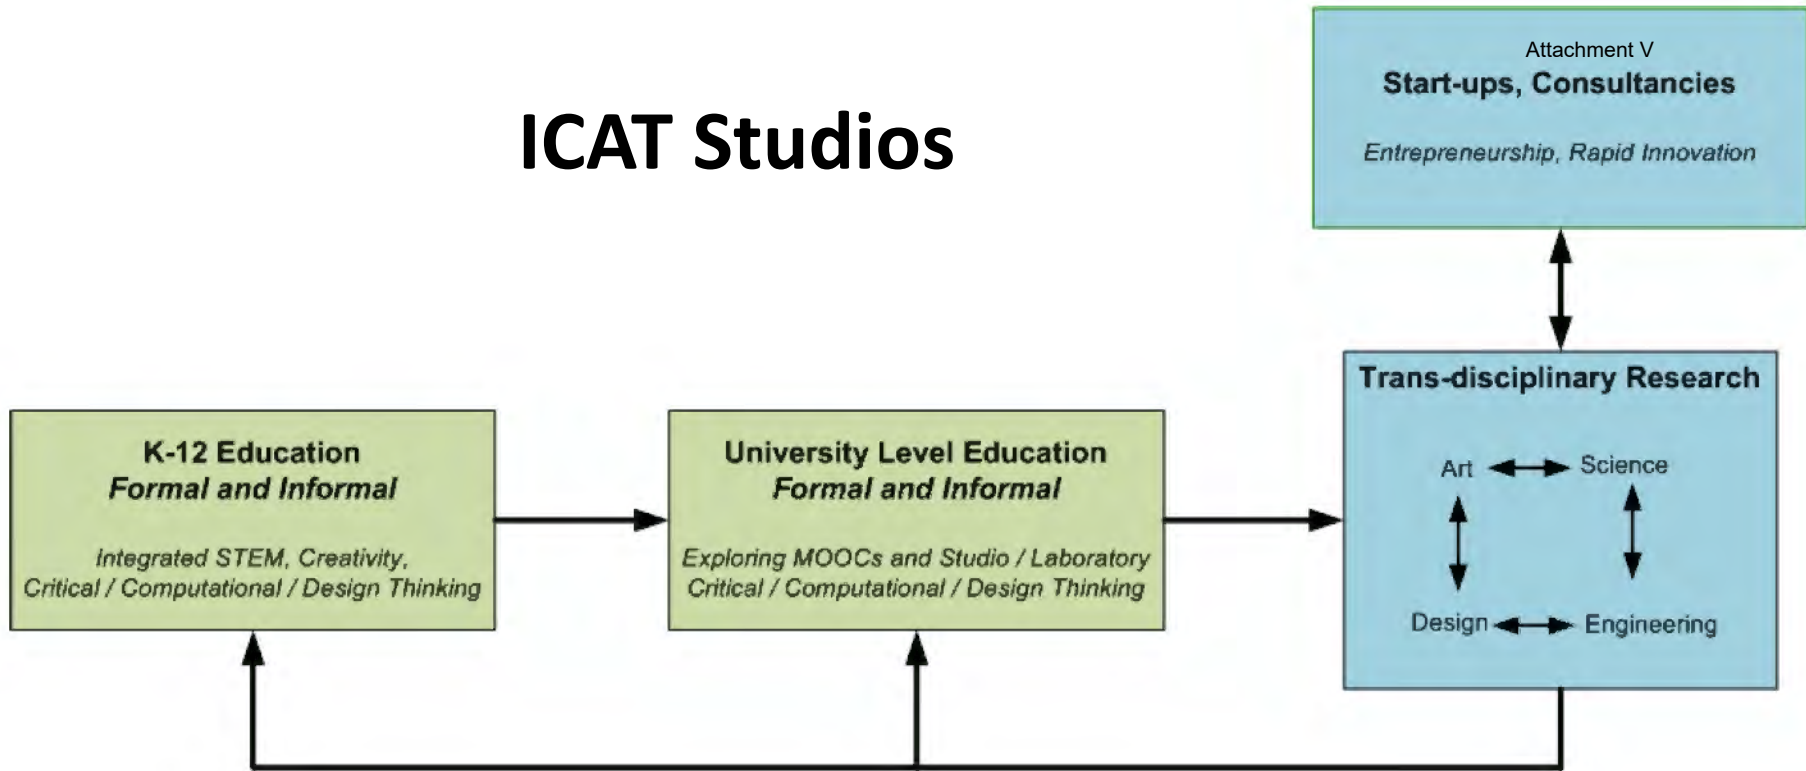 Attachment V
Start-ups, Consultancies
Entrepreneurship, Rapid Innovation
ICAT Studios
Trans-disciplinary Research
Art
Science
Design
Engineering
K-12 Education
Formal and Informal
Integrated STEM, Creativity,
Critical / Computational / Design Thinking
University Level Education
Formal and Informal
Exploring MOOCs and Studio / Laboratory
Critical / Computational / Design Thinking